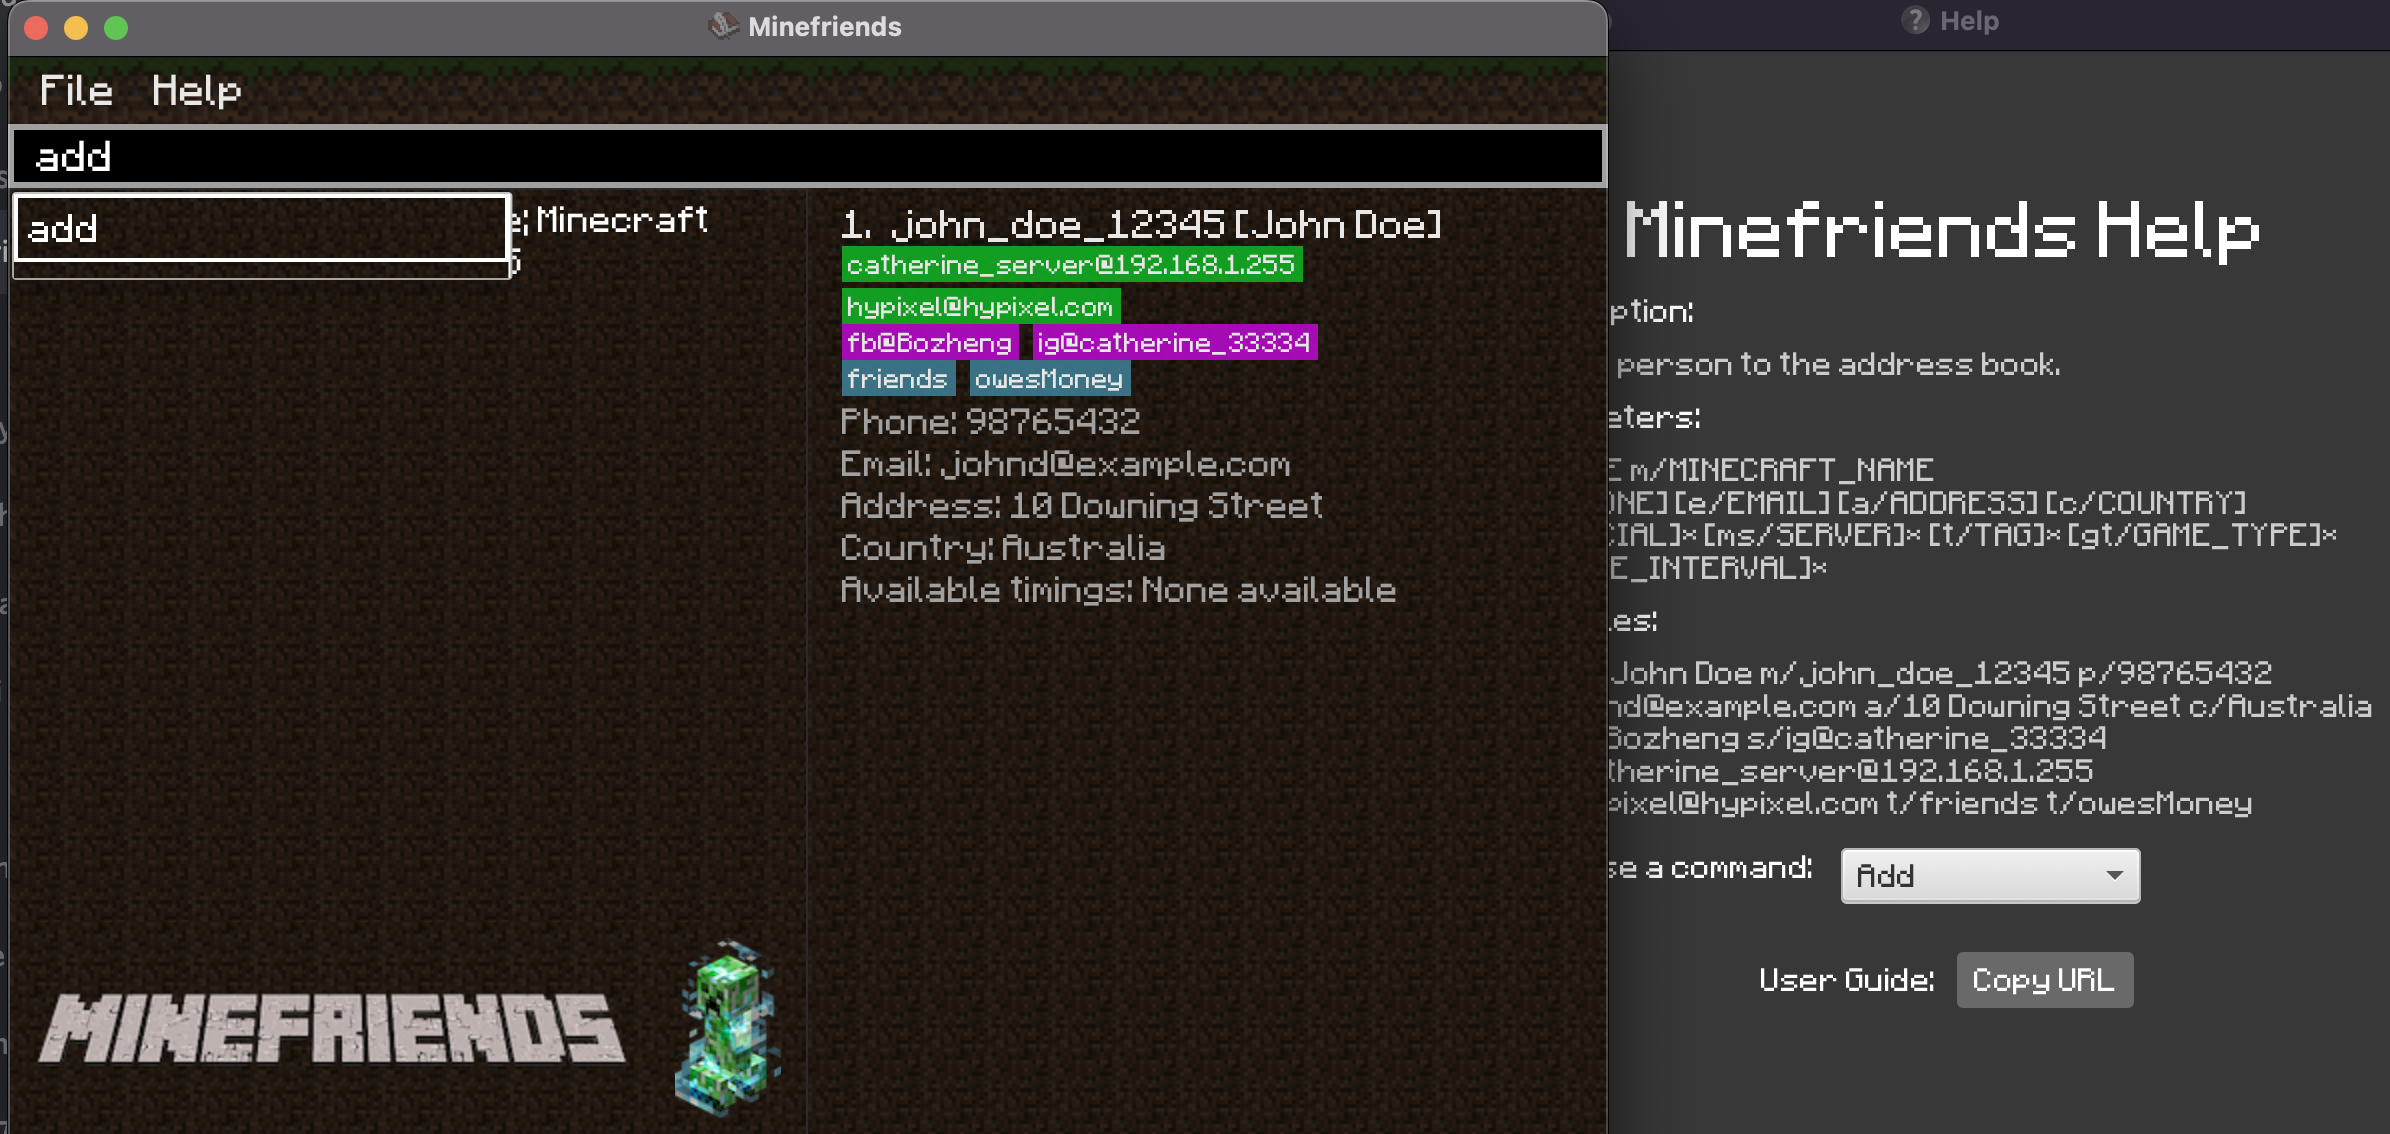 Minefriends
File Help
add
add
e; Minecraft
1. john_doe_12345 [John Doe]
catherine_server@192.168.1.255
hypixel@hypixel.com
fb@Bozheng ig@catherine_33334
friends owesMoney
Phone: 98765432
Email: johnd@example.com
Address: 10 Downing Street
Country: Australia
Available timings: None available
MINEFRIENDS
Help
Minefriends Help
ption:
person to the address book.
eters:
E m/MINECRAFT_NAME
ONE] [e/EMAIL] [a/ADDRESS] [c/COUNTRY]
CIAL]* [ms/SERVER]* [t/TAG]* [gt/GAME_TYPE]*
E_INTERVAL]*
les:
John Doe m/john_doe_12345 p/98765432
nd@example.com a/10 Downing Street c/Australia
Bozheng s/ig@catherine_33334
therine_server@192.168.1.255
pixel@hypixel.com t/friends t/owesMoney
se a command: Add
User Guide: Copy URL